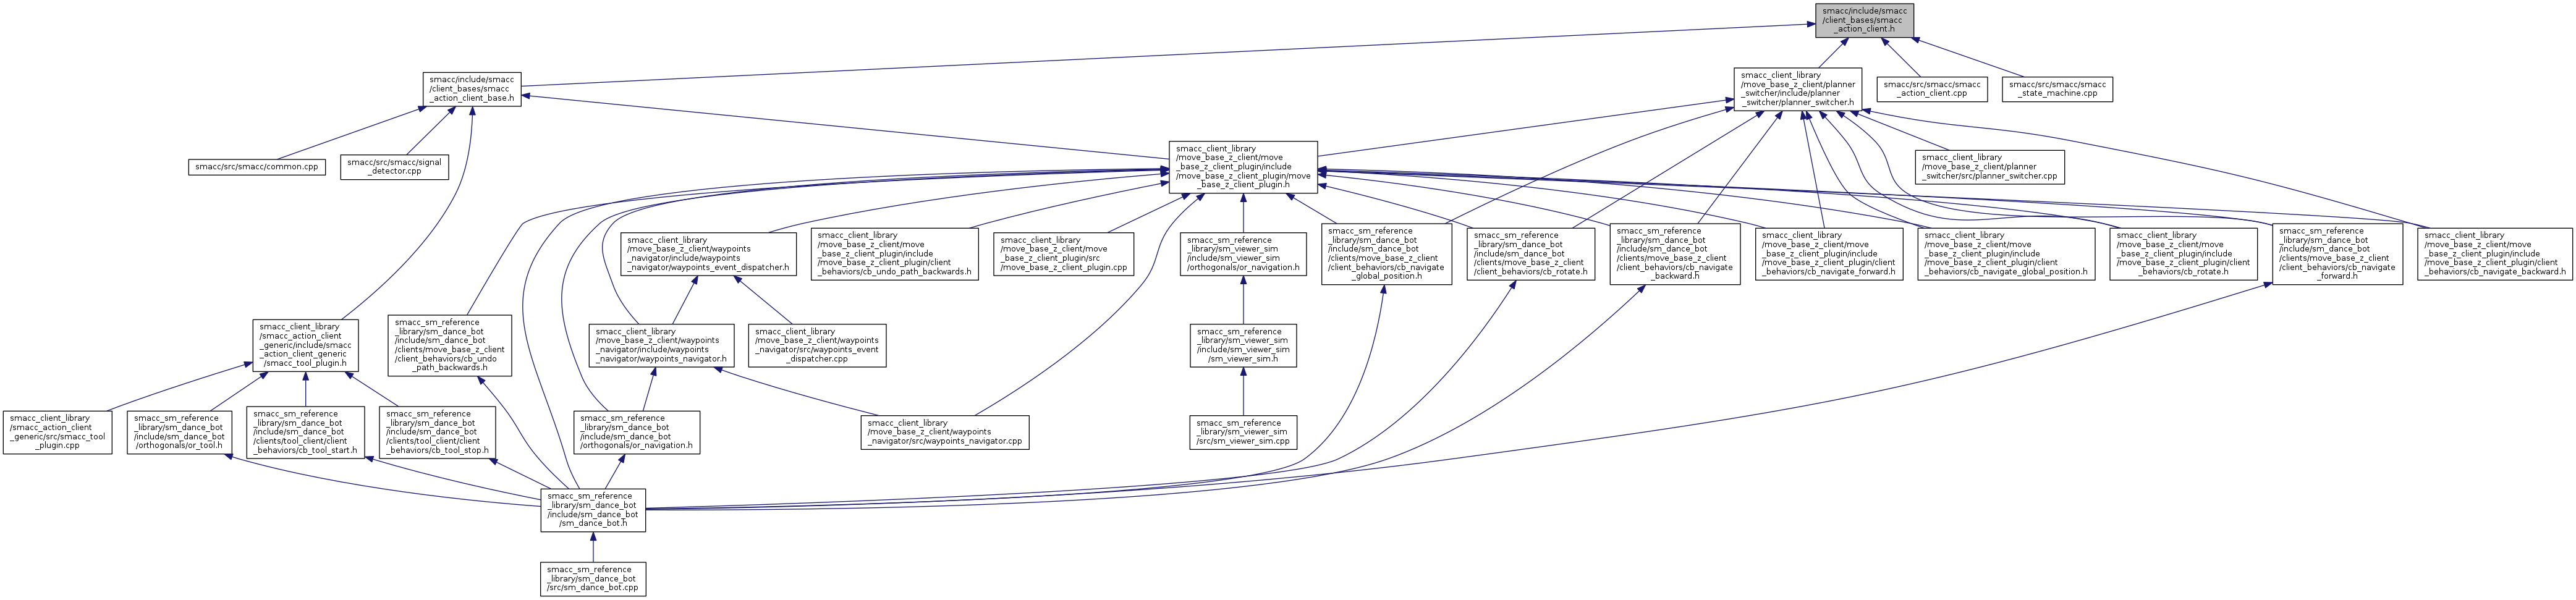 smacc/include/smacc
/client_bases/smacc
_action_client.h
smacc/include/smacc
/client_bases/smacc
_action_client_base.h
smacc_client_library
/move_base_z_client/planner
_switcher/include/planner
_switcher/planner_switcher.h
smacc/src/smacc/smacc
_action_client.cpp
smacc/src/smacc/smacc
_state_machine.cpp
smacc/src/smacc/common.cpp
smacc/src/smacc/signal
_detector.cpp
smacc_client_library
/move_base_z_client/move
_base_z_client_plugin/include
/move_base_z_client_plugin/move
_base_z_client_plugin.h
smacc_client_library
/move_base_z_client/planner
_switcher/src/planner_switcher.cpp
smacc_client_library
/move_base_z_client/waypoints
_navigator/include/waypoints
_navigator/waypoints_event_dispatcher.h
smacc_client_library
/move_base_z_client/move
_base_z_client_plugin/include
/move_base_z_client_plugin/client
_behaviors/cb_undo_path_backwards.h
smacc_client_library
/move_base_z_client/move
_base_z_client_plugin/src
/move_base_z_client_plugin.cpp
smacc_sm_reference
_library/sm_viewer_sim
/include/sm_viewer_sim
/orthogonals/or_navigation.h
smacc_sm_reference
_library/sm_dance_bot
/include/sm_dance_bot
/clients/move_base_z_client
/client_behaviors/cb_navigate
_global_position.h
smacc_sm_reference
_library/sm_dance_bot
/include/sm_dance_bot
/clients/move_base_z_client
/client_behaviors/cb_rotate.h
smacc_sm_reference
_library/sm_dance_bot
/include/sm_dance_bot
/clients/move_base_z_client
/client_behaviors/cb_navigate
_backward.h
smacc_client_library
/move_base_z_client/move
_base_z_client_plugin/include
/move_base_z_client_plugin/client
_behaviors/cb_navigate_forward.h
smacc_client_library
/move_base_z_client/move
_base_z_client_plugin/include
/move_base_z_client_plugin/client
_behaviors/cb_navigate_global_position.h
smacc_client_library
/move_base_z_client/move
_base_z_client_plugin/include
/move_base_z_client_plugin/client
_behaviors/cb_rotate.h
smacc_sm_reference
_library/sm_dance_bot
/include/sm_dance_bot
/clients/move_base_z_client
/client_behaviors/cb_navigate
_forward.h
smacc_client_library
/move_base_z_client/move
_base_z_client_plugin/include
/move_base_z_client_plugin/client
_behaviors/cb_navigate_backward.h
smacc_client_library
/smacc_action_client
_generic/include/smacc
_action_client_generic
/smacc_tool_plugin.h
smacc_sm_reference
_library/sm_dance_bot
/include/sm_dance_bot
/clients/move_base_z_client
/client_behaviors/cb_undo
_path_backwards.h
smacc_client_library
/move_base_z_client/waypoints
_navigator/include/waypoints
_navigator/waypoints_navigator.h
smacc_client_library
/move_base_z_client/waypoints
_navigator/src/waypoints_event
_dispatcher.cpp
smacc_sm_reference
_library/sm_viewer_sim
/include/sm_viewer_sim
/sm_viewer_sim.h
smacc_client_library
/smacc_action_client
_generic/src/smacc_tool
_plugin.cpp
smacc_sm_reference
_library/sm_dance_bot
/include/sm_dance_bot
/orthogonals/or_tool.h
smacc_sm_reference
_library/sm_dance_bot
/include/sm_dance_bot
/clients/tool_client/client
_behaviors/cb_tool_start.h
smacc_sm_reference
_library/sm_dance_bot
/include/sm_dance_bot
/clients/tool_client/client
_behaviors/cb_tool_stop.h
smacc_sm_reference
_library/sm_dance_bot
/include/sm_dance_bot
/orthogonals/or_navigation.h
smacc_client_library
/move_base_z_client/waypoints
_navigator/src/waypoints_navigator.cpp
smacc_sm_reference
_library/sm_viewer_sim
/src/sm_viewer_sim.cpp
smacc_sm_reference
_library/sm_dance_bot
/include/sm_dance_bot
/sm_dance_bot.h
smacc_sm_reference
_library/sm_dance_bot
/src/sm_dance_bot.cpp